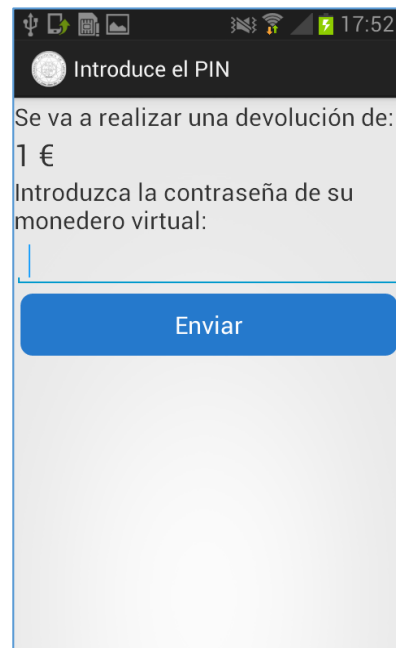 17:52
Introduce el PIN
Se va a realizar una devolución de:
1 €
Introduzca la contraseña de su
monedero virtual:
Enviar